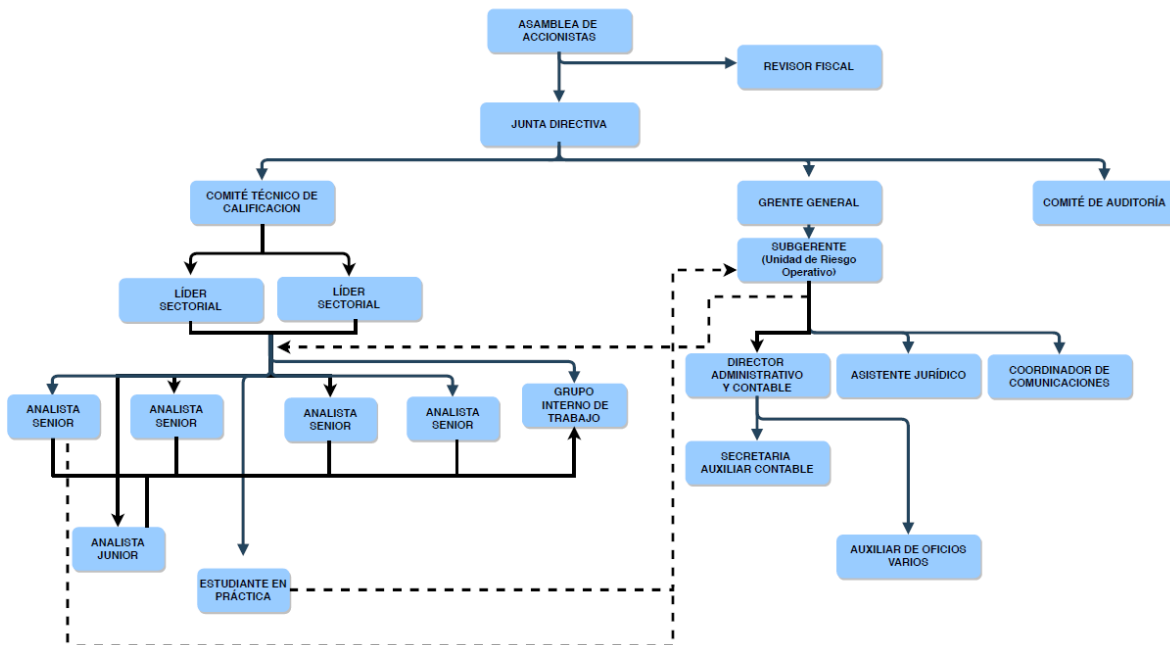 ASAMBLEA DE
ACCIONISTAS
REVISOR FISCAL
JUNTA DIRECTIVA
COMITÉ TÉCNICO DE
CALIFICACION
GRENTE GENERAL
COMITÉ DE AUDITORÍA
SUBGERENTE
(Unidad de Riesgo
Operativo)
LÍDER
SECTORIAL
LÍDER
SECTORIAL
DIRECTOR
ADMINISTRATIVO
Y CONTABLE
ASISTENTE JURÍDICO
COORDINADOR DE
COMUNICACIONES
ANALISTA
SENIOR
ANALISTA
SENIOR
ANALISTA
SENIOR
ANALISTA
SENIOR
GRUPO
INTERNO DE
TRABAJO
SECRETARIA
AUXILIAR CONTABLE
ANALISTA
JUNIOR
AUXILIAR DE OFICIOS
VARIOS
ESTUDIANTE EN
PRÁCTICA